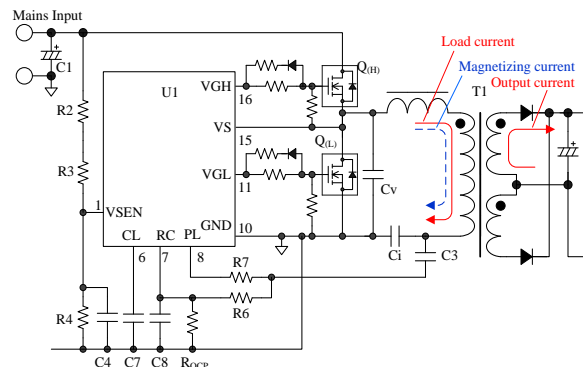 Mains Input
C1
R2
R3
R4
U1
VGH
16
VS
15
VGL
11
GND
10
1
VSEN
CL
RC
PL
6
7
8
Q(H)
Q(L)
Load current
Magnetizing current
T1
Output current
Cv
Ci
C3
R7
R6
C4
C7
C8
ROCP